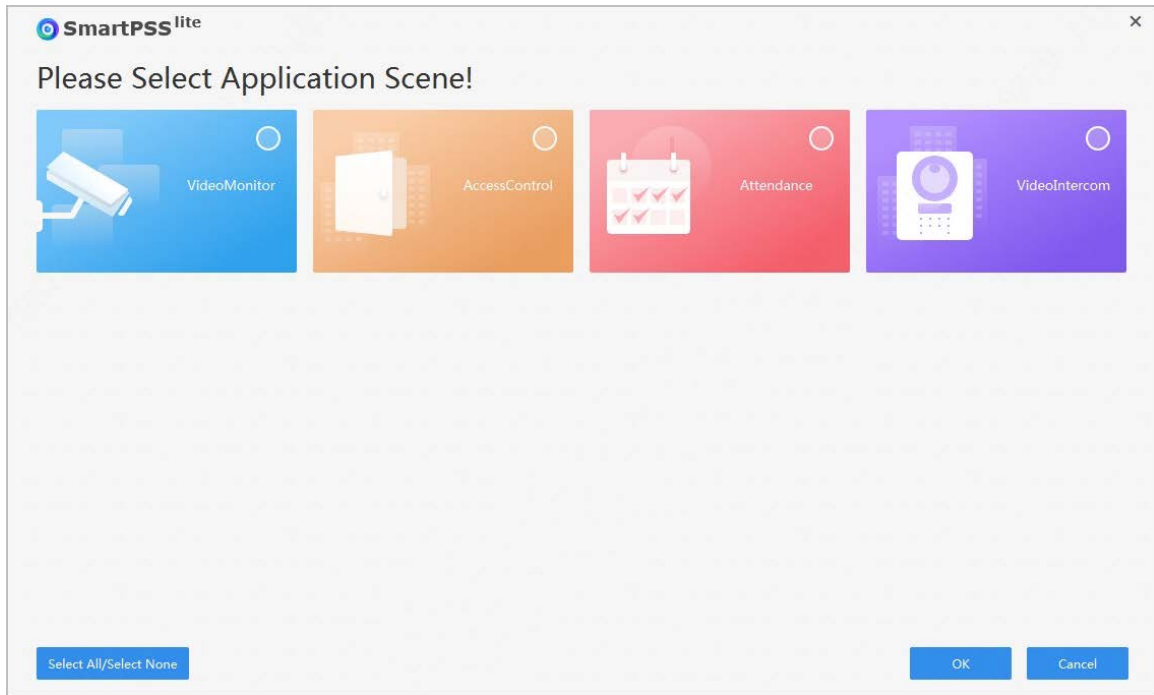 SmartPSS lite
Please Select Application Scene!
VideoMonitor
AccessControl
Attendance
VideoIntercom
Select All/Select None
OK
Cancel